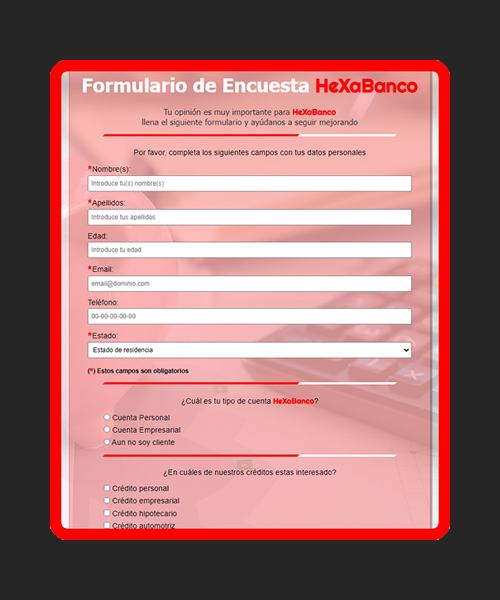 Formulario de Encuesta HeXaBanco
Tu opinión es muy importante para HeXaBanco
llena el siguiente formulario y ayúdanos a seguir mejorando
Por favor, completa los siguientes campos con tus datos personales
*Nombre(s):
Introduce tu(s) nombre(s)
*Apellidos:
Introduce tus apellidos
Edad:
Introduce tu edad
*Email:
email@dominio.com
Teléfono:
00-00-00-00-00
*Estado:
Estado de residencia
(*) Estos campos son obligatorios
¿Cuál es tu tipo de cuenta HeXaBanco?
Cuenta Personal
Cuenta Empresarial
Aun no soy cliente
¿En cuáles de nuestros créditos estas interesado?
Crédito personal
Crédito empresarial
Crédito hipotecario
Crédito automotriz